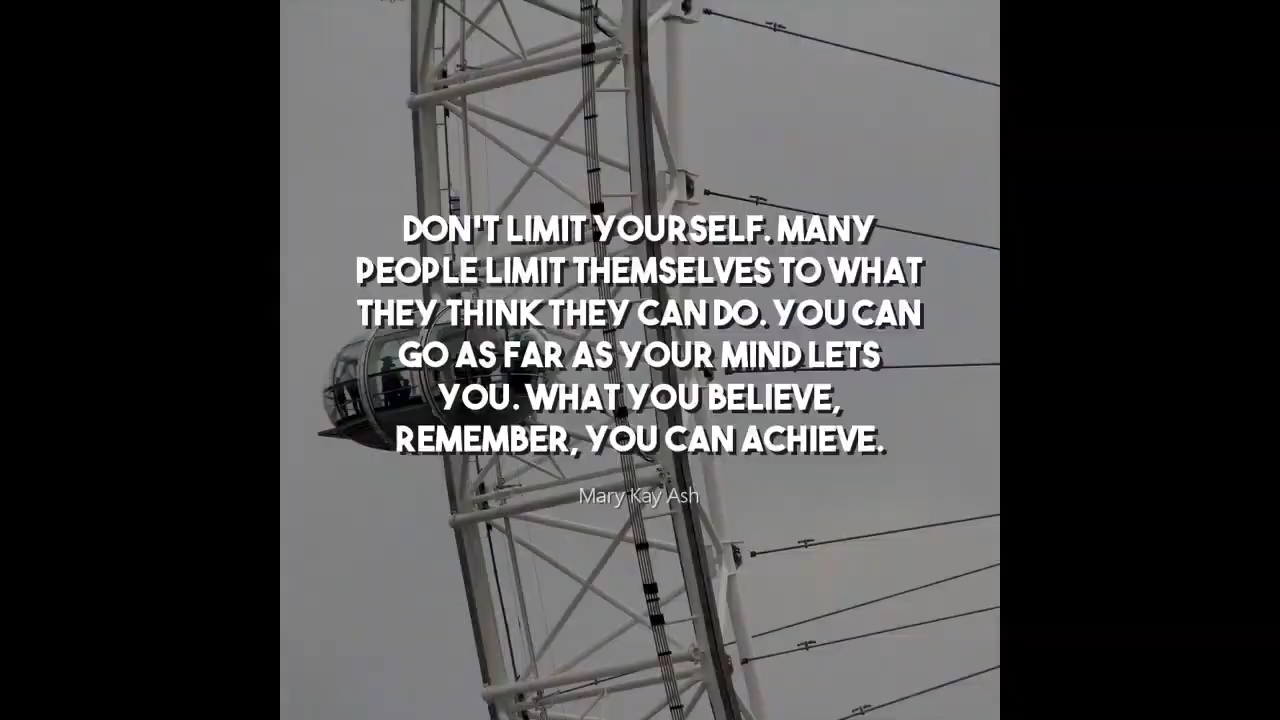 DON'T LIMIT YOURSELF. MANY
PEOPLE LIMIT THEMSELVES TO WHAT
THEY THINK THEY CAN DO. YOU CAN
GO AS FAR AS YOUR MIND LETS
YOU. WHAT YOU BELIEVE,
REMEMBER, YOU CAN ACHIEVE.
Mary Kay Ash